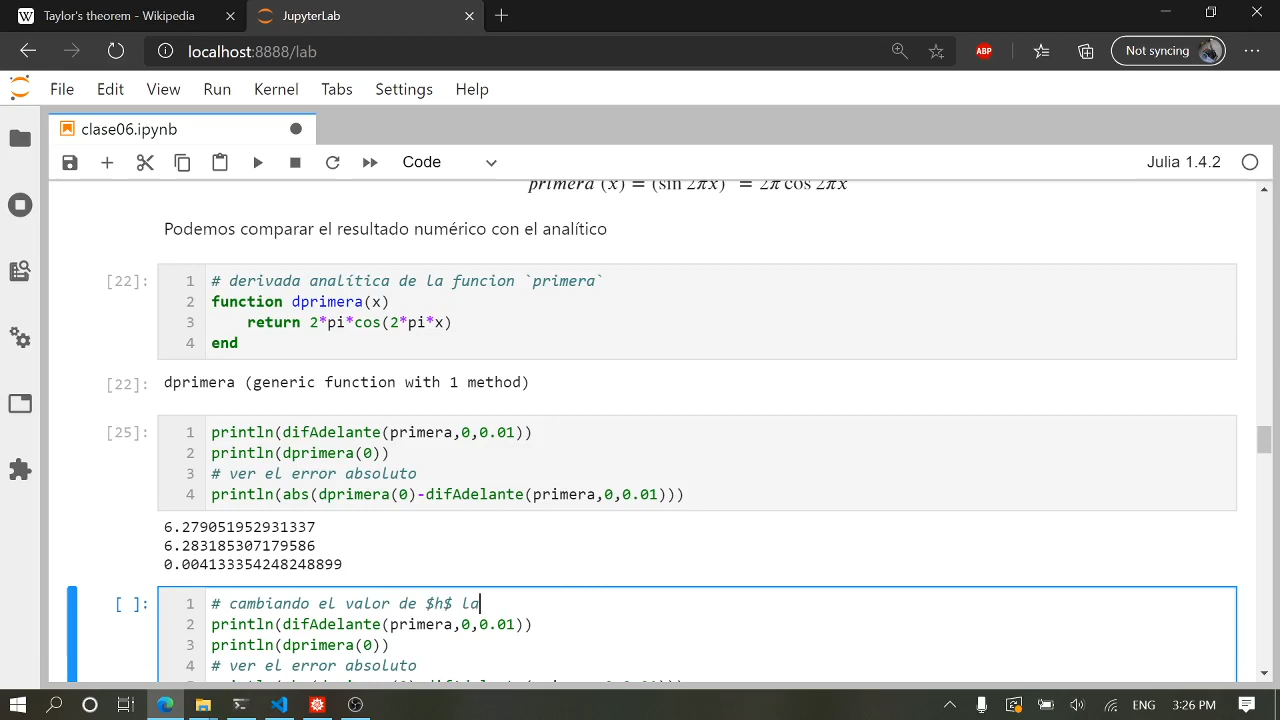 Taylor's theorem - Wikipedia
JupyterLab
localhost:8888/lab
ABP
Not syncing
File Edit View Run Kernel Tabs Settings Help
clase06.ipynb
Code
Julia 1.4.2
primera (x) = (sin 2πx) = 2π cos 2πx
Podemos comparar el resultado numérico con el analítico
[22]:
1 # derivada analítica de la funcion `primera`
2 function dprimera(x)
3 return 2*pi*cos(2*pi*x)
4 end
[22]: dprimera (generic function with 1 method)
[25]:
1 println(difAdelante(primera,0,0.01))
2 println(dprimera(0))
3 # ver el error absoluto
4 println(abs(dprimera(0)-difAdelante(primera,0,0.01)))
6.279051952931337
6.283185307179586
0.004133354248248899
[ ]:
1 # cambiando el valor de $h$ la
2 println(difAdelante(primera,0,0.01))
3 println(dprimera(0))
4 # ver el error absoluto
ENG 3:26 PM